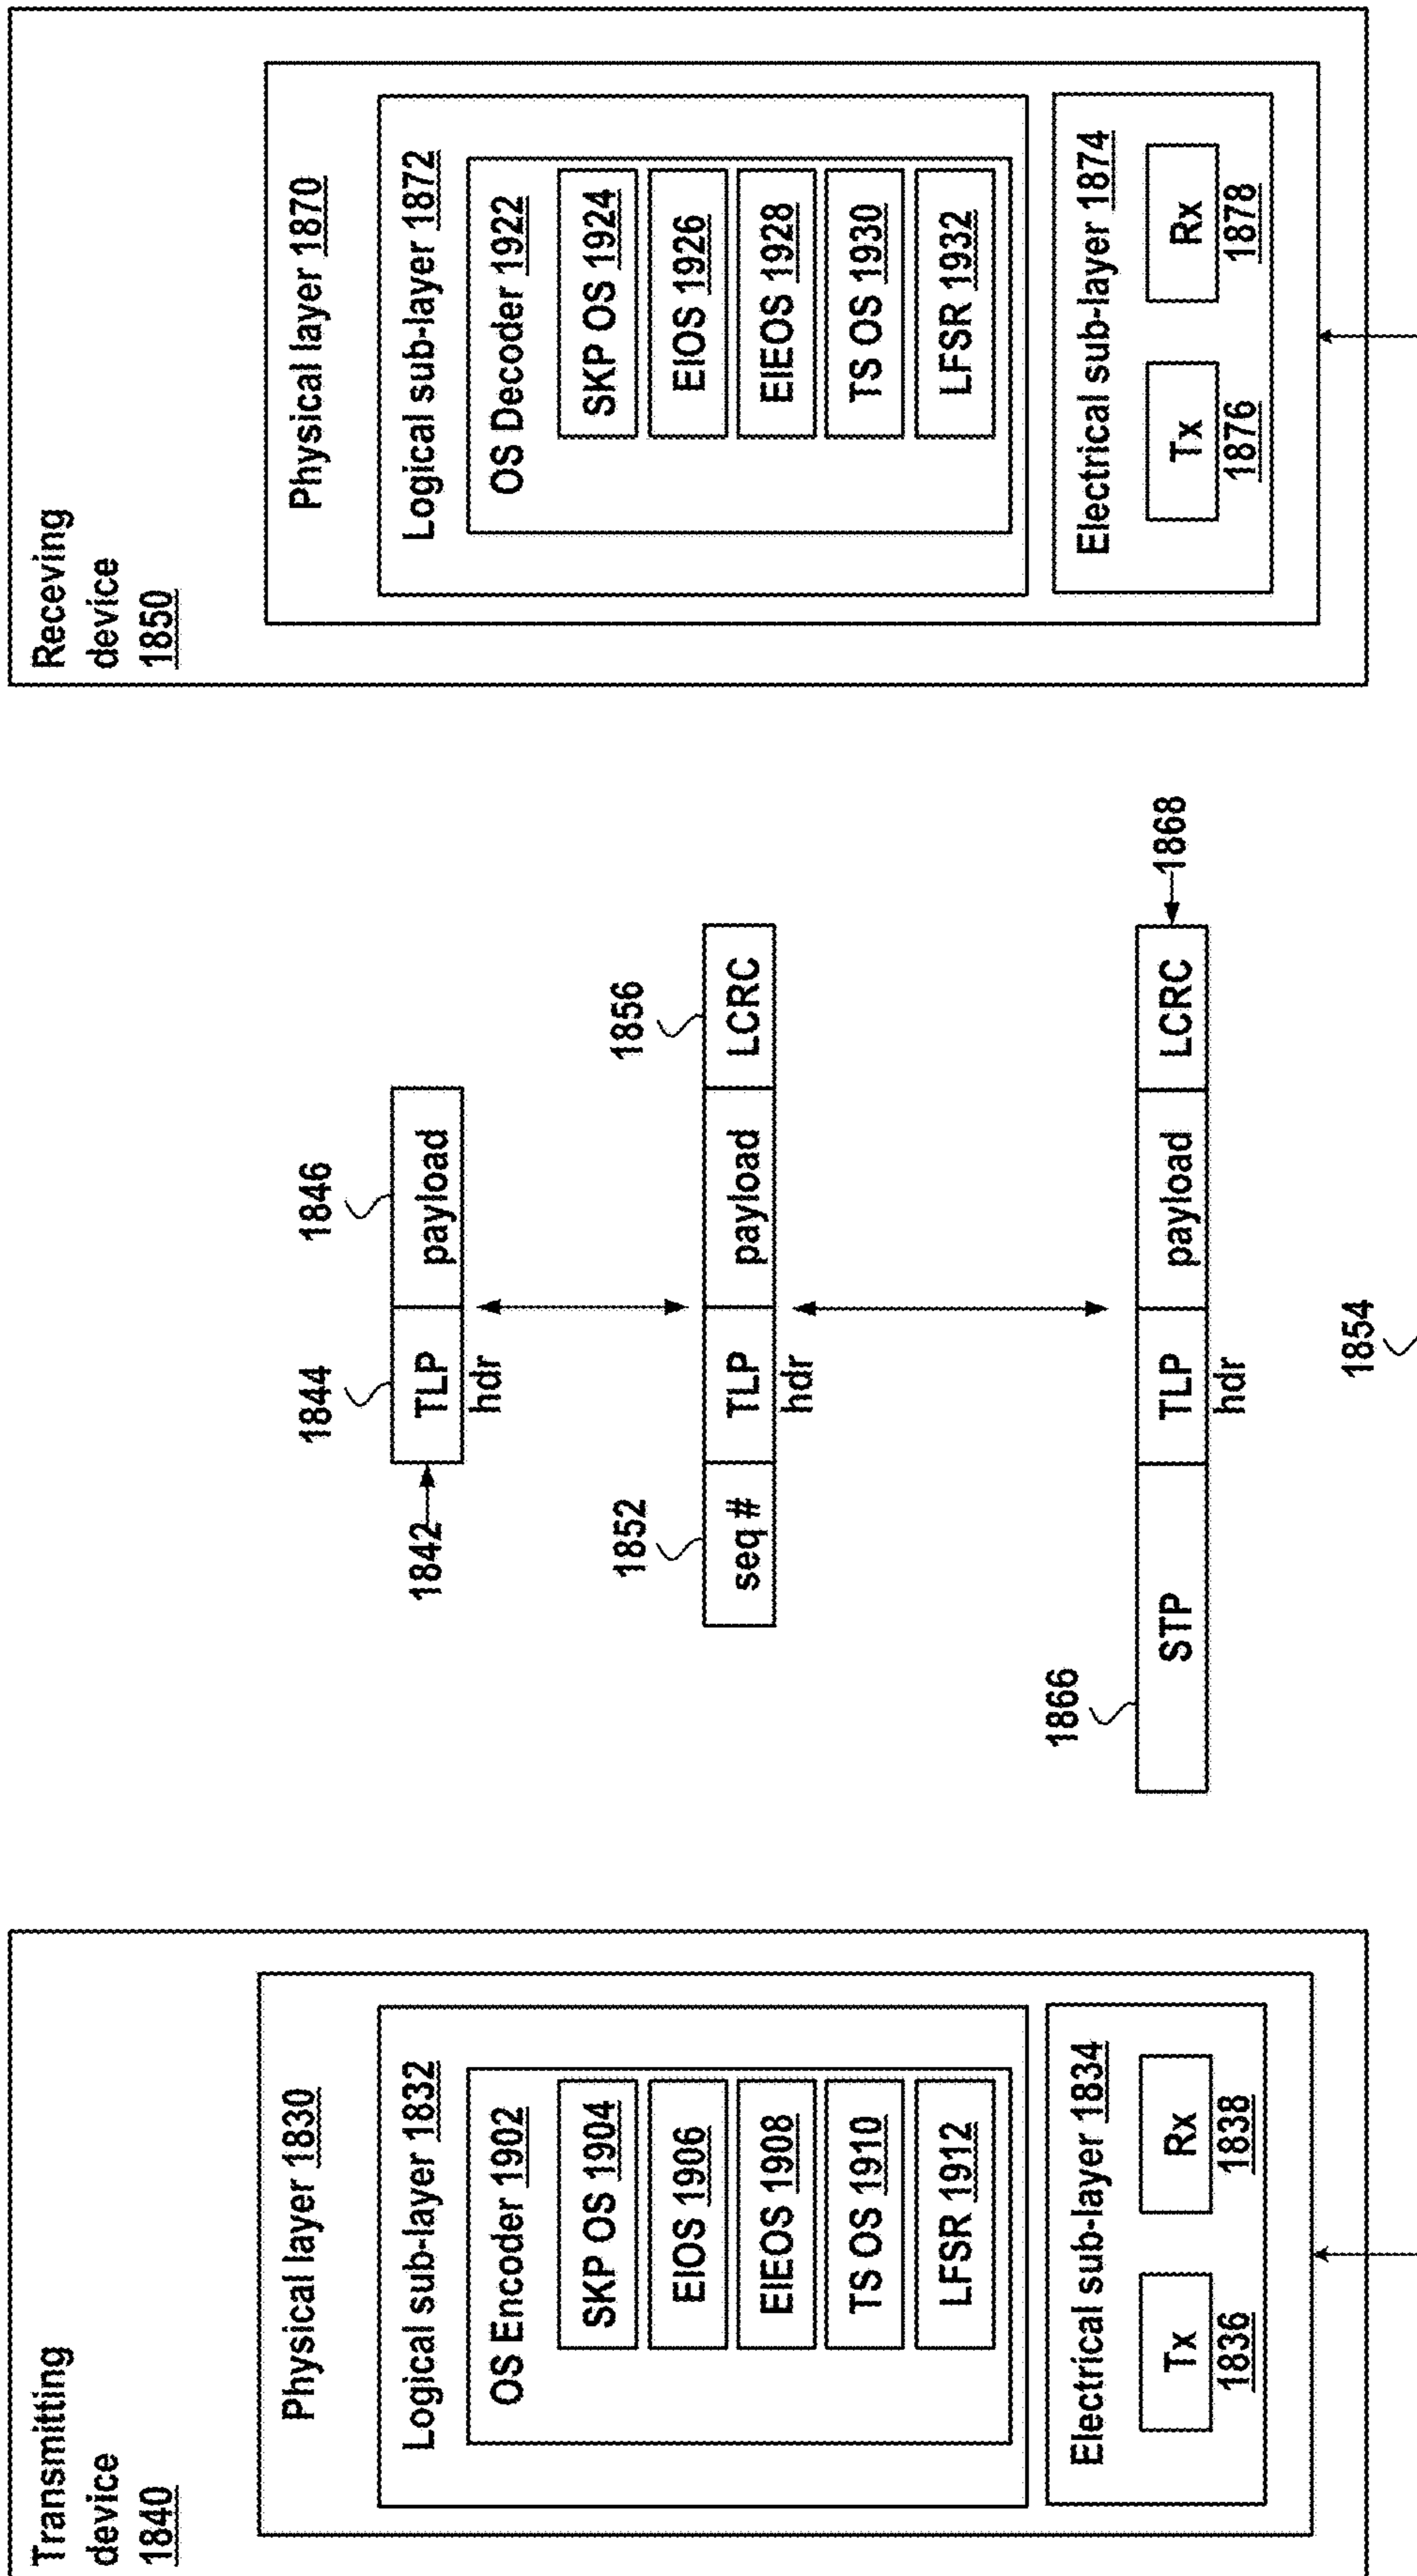 Transmitting
device
1840
Physical layer 1830
Logical sub-layer 1832
OS Encoder 1902
SKP OS 1904
EIOS 1906
EIEOS 1908
TS OS 1910
LFSR 1912
Electrical sub-layer 1834
Tx
1836
Rx
1838
1844
1846
1842
TLP
payload
hdr
1852
1856
seq #
TLP
payload
LCRC
hdr
1866
1868
STP
TLP
payload
LCRC
hdr
1854
Receving
device
1850
Physical layer 1870
Logical sub-layer 1872
OS Decoder 1922
SKP OS 1924
EIOS 1926
EIEOS 1928
TS OS 1930
LFSR 1932
Electrical sub-layer 1874
Tx
1876
Rx
1878